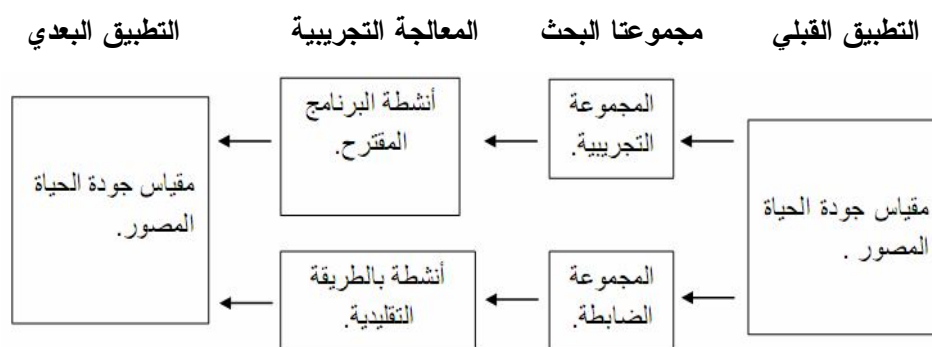 التطبيق القبلي مجموعتا البحث المعالجة التجريبية التطبيق البعدي
مقياس جودة الحياة
المصور .
المجموعة
التجريبية.
أنشطة البرنامج
المقترح.
المجموعة
الضابطة.
أنشطة بالطريقة
التقليدية.
مقياس جودة الحياة
المصور.